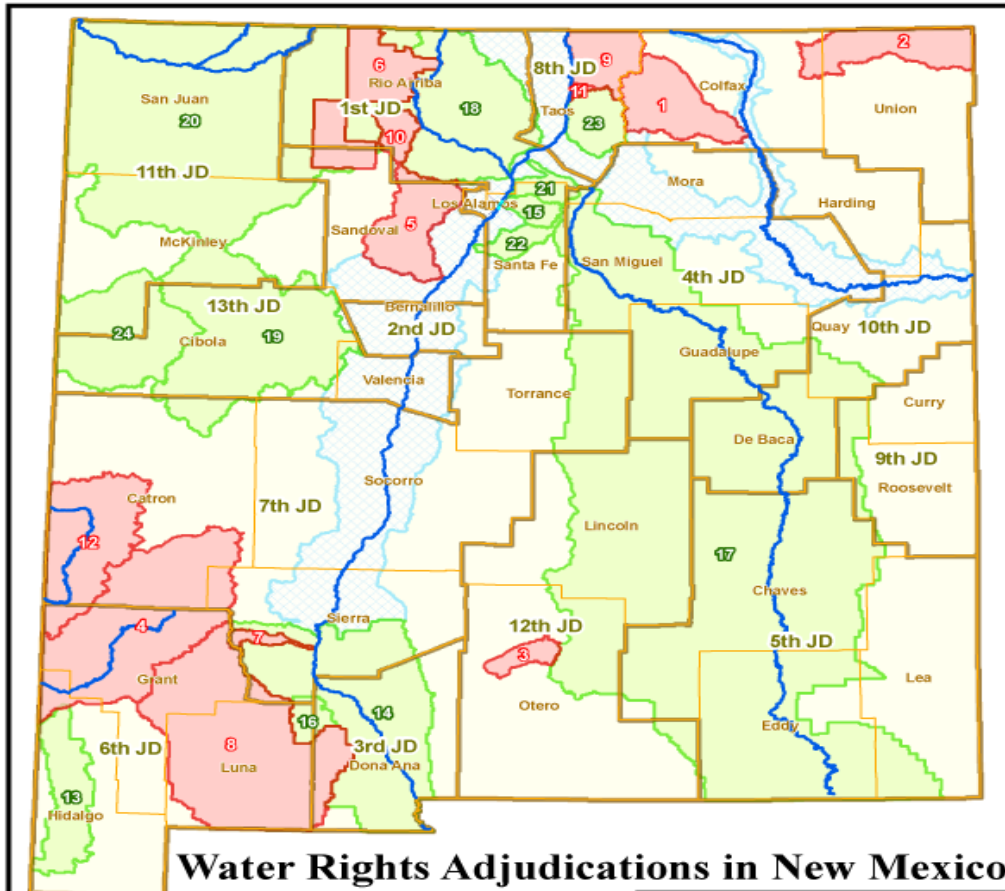 2
6
9
8th JD
Rio Arriba
Colfax
11
San Juan
1st JD
18
Taos
1
Union
20
23
10
11th JD
Mora
21
Los Alamos
Harding
15
5
Sandoval
McKinley
22
Santa Fe
San Miguel
4th JD
13th JD
Bernalillo
2nd JD
Quay
10th JD
24
Cibola
19
Guadalupe
Valencia
Torrance
Curry
De Baca
9th JD
Socorro
Roosevelt
Catron
7th JD
Lincoln
12
17
Chaves
Sierra
4
12th JD
7
5th JD
3
Grant
Lea
Otero
14
16
Eddy
6th JD
8
3rd JD
Luna
Dona Ana
13
Hidalgo
Water Rights Adjudications in New Mexico